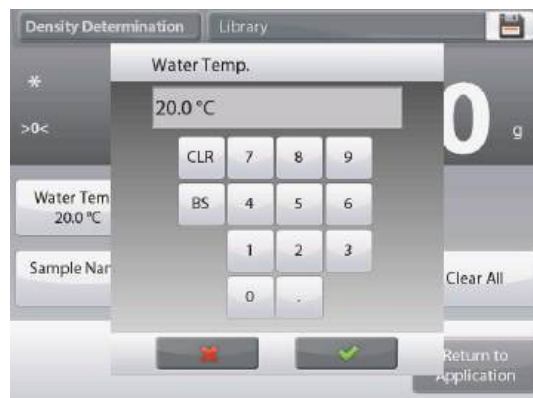 Density Determination Library
Water Temp.
*
20.0 °C
>0<
0 g
CLR 7 8 9
Water Tem
20.0 °C
BS 4 5 6
1 2 3
Sample Nar
Clear All
0 .
Return to
Application